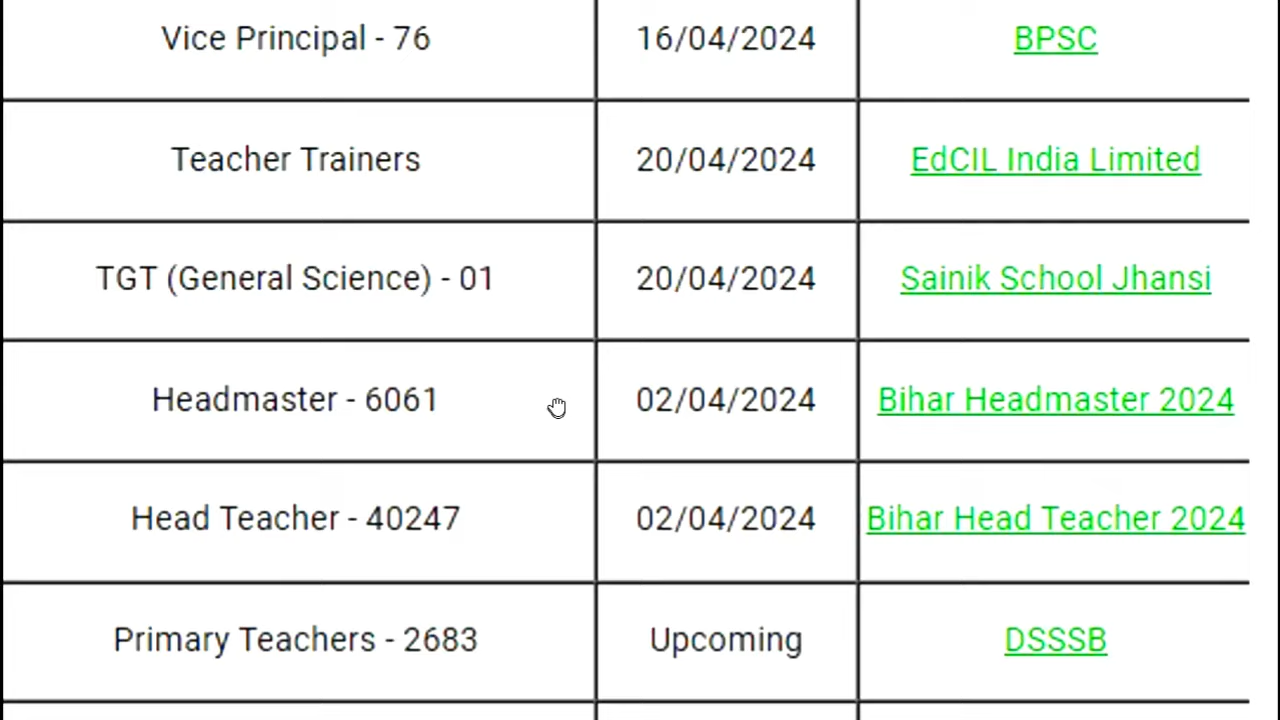 Vice Principal - 76 16/04/2024 BPSC
Teacher Trainers 20/04/2024 EdCIL India Limited
TGT (General Science) - 01 20/04/2024 Sainik School Jhansi
Headmaster - 6061 02/04/2024 Bihar Headmaster 2024
Head Teacher - 40247 02/04/2024 Bihar Head Teacher 2024
Primary Teachers - 2683 Upcoming DSSSB